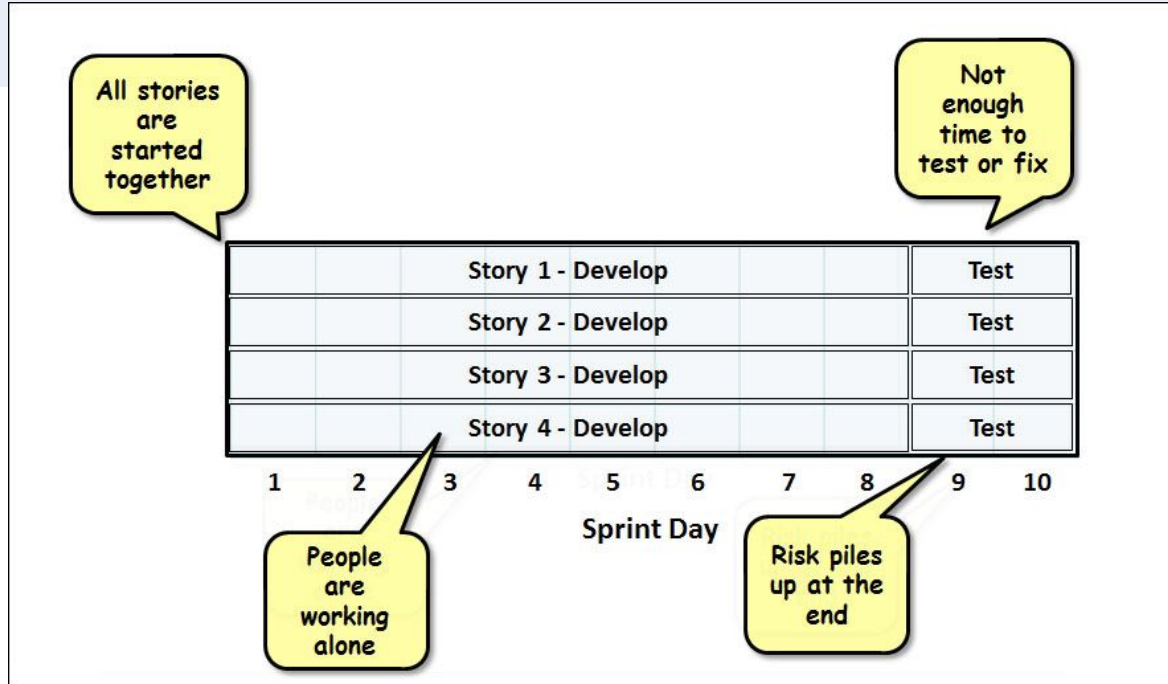 All stories
are
started
together
Not
enough
time to
test or fix
Story 1 - Develop
Test
Story 2 - Develop
Test
Story 3 - Develop
Test
Story 4 - Develop
Test
1 2 3 4 5 6 7 8 9 10
Sprint Day
People
are
working
alone
Risk piles
up at the
end